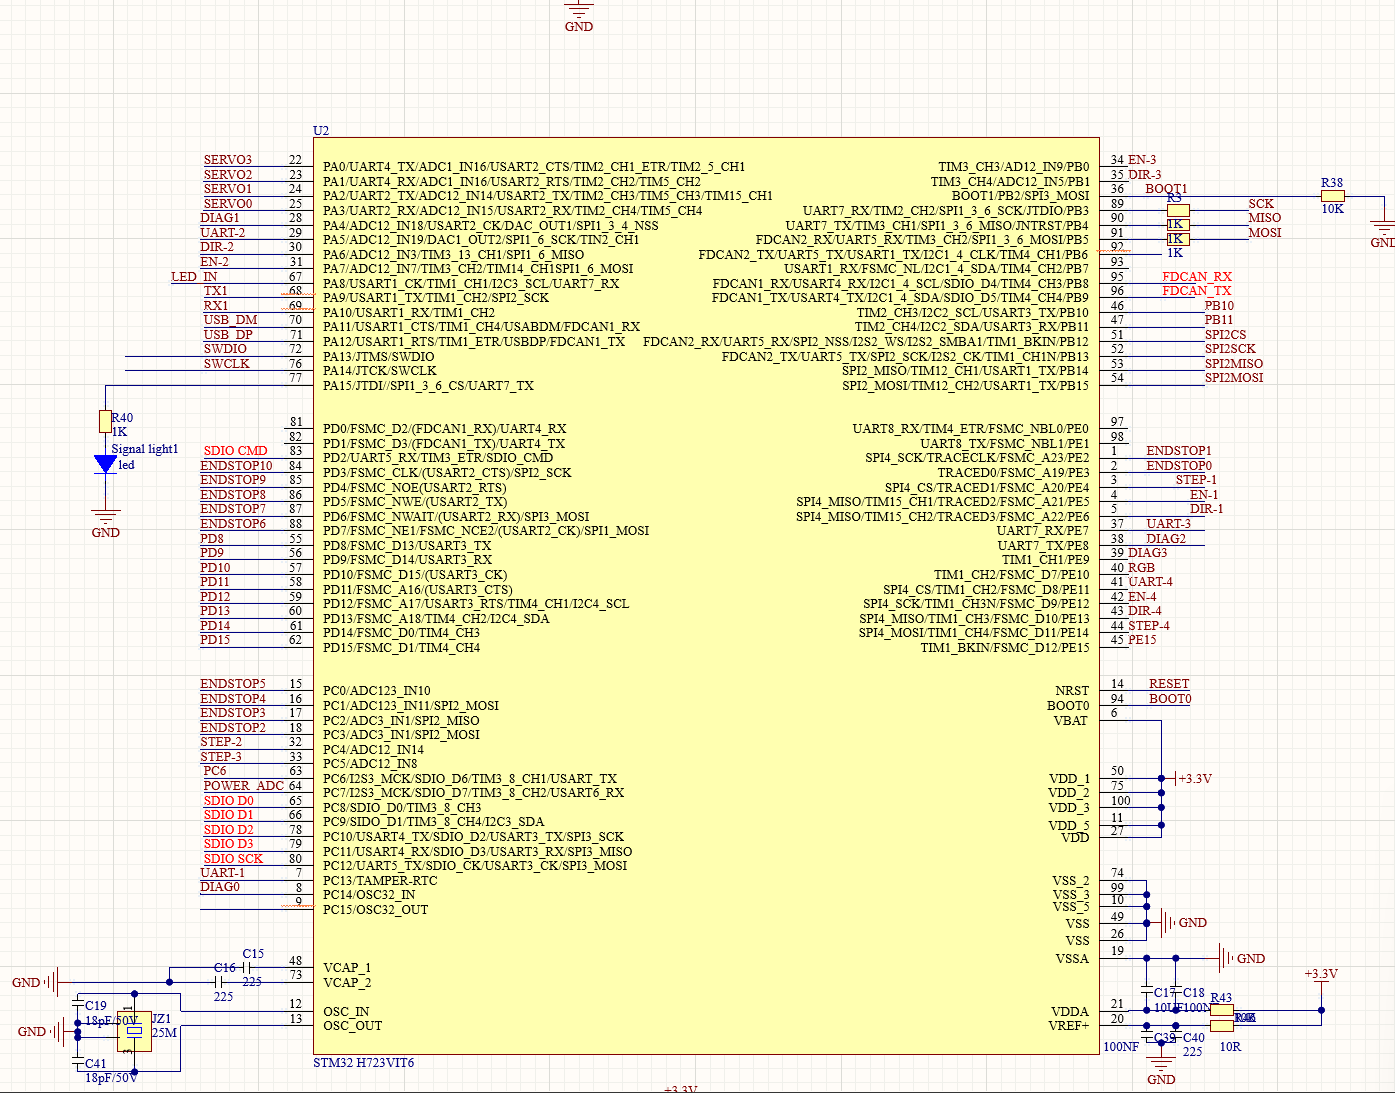 GND
U2
SERVO3 22 PA0/UART4_TX/ADC1_IN16/USART2_CTS/TIM2_CH1_ETR/TIM2_5_CH1 TIM3_CH3/AD12_IN9/PB0 34 EN-3
SERVO2 23 PA1/UART4_RX/ADC1_IN16/USART2_RTS/TIM2_CH2/TIM5_CH2 TIM3_CH4/ADC12_IN5/PB1 35 DIR-3
SERVO1 24 PA2/UART2_TX/ADC12_IN14/USART2_TX/TIM2_CH3/TIM5_CH3/TIM15_CH1 BOOT1/PB2/SPI3_MOSI 36 BOOT1 R38 10K
SERVO0 25 PA3/UART2_RX/ADC12_IN15/USART2_RX/TIM2_CH4/TIM5_CH4 UART7_RX/TIM2_CH2/SPI1_3_6_SCK/JTDIO/PB3 89 R3 SCK
DIAG1 28 PA4/ADC12_IN18/USART2_CK/DAC_OUT1/SPI1_3_4_NSS UART7_TX/TIM3_CH1/SPI1_3_6_MISO/JNTRST/PB4 90 1K MISO
UART-2 29 PA5/ADC12_IN19/DAC1_OUT2/SPI1_6_SCK/TIN2_CH1 FDCAN2_RX/UART5_RX/TIM3_CH2/SPI1_3_6_MOSI/PB5 91 1K MOSI
GND
DIR-2 30 PA6/ADC12_IN3/TIM3_13_CH1/SPI1_6_MISO FDCAN2_TX/UART5_TX/USART1_TX/I2C1_4_CLK/TIM4_CH1/PB6 92 1K
EN-2 31 PA7/ADC12_IN7/TIM3_CH2/TIM14_CH1SPI1_6_MOSI USART1_RX/FSMC_NL/I2C1_4_SDA/TIM4_CH2/PB7 93
LED_IN 67 PA8/USART1_CK/TIM1_CH1/I2C3_SCL/UART7_RX FDCAN1_RX/USART4_RX/I2C1_4_SCL/SDIO_D4/TIM4_CH3/PB8 95 FDCAN_RX
TX1 68 PA9/USART1_TX/TIM1_CH2/SPI2_SCK FDCAN1_TX/USART4_TX/I2C1_4_SDA/SDIO_D5/TIM4_CH4/PB9 96 FDCAN_TX
RX1 69 PA10/USART1_RX/TIM1_CH2 TIM2_CH3/I2C2_SCL/USART3_TX/PB10 46 PB10
USB_DM 70 PA11/USART1_CTS/TIM1_CH4/USABDM/FDCAN1_RX TIM2_CH4/I2C2_SDA/USART3_RX/PB11 47 PB11
USB_DP 71 PA12/USART1_RTS/TIM1_ETR/USBDP/FDCAN1_TX FDCAN2_RX/UART5_RX/SPI2_NSS/I2S2_WS/I2S2_SMBA1/TIM1_BKIN/PB12 51 SPI2CS
SWDIO 72 PA13/JTMS/SWDIO FDCAN2_TX/UART5_TX/SPI2_SCK/I2S2_CK/TIM1_CH1N/PB13 52 SPI2SCK
SWCLK 76 PA14/JTCK/SWCLK SPI2_MISO/TIM12_CH1/USART1_TX/PB14 53 SPI2MISO
77 PA15/JTDI//SPI1_3_6_CS/UART7_TX SPI2_MOSI/TIM12_CH2/USART1_TX/PB15 54 SPI2MOSI
R40
1K
81 PD0/FSMC_D2/(FDCAN1_RX)/UART4_RX UART8_RX/TIM4_ETR/FSMC_NBL0/PE0 97
82 PD1/FSMC_D3/(FDCAN1_TX)/UART4_TX UART8_TX/FSMC_NBL1/PE1 98
Signal light1
led
SDIO CMD 83 PD2/UART5_RX/TIM3_ETR/SDIO_CMD SPI4_SCK/TRACECLK/FSMC_A23/PE2 1 ENDSTOP1
ENDSTOP10 84 PD3/FSMC_CLK/(USART2_CTS)/SPI2_SCK TRACED0/FSMC_A19/PE3 2 ENDSTOP0
ENDSTOP9 85 PD4/FSMC_NOE(USART2_RTS) SPI4_CS/TRACED1/FSMC_A20/PE4 3 STEP-1
ENDSTOP8 86 PD5/FSMC_NWE/(USART2_TX) SPI4_MISO/TIM15_CH1/TRACED2/FSMC_A21/PE5 4 EN-1
ENDSTOP7 87 PD6/FSMC_NWAIT/(USART2_RX)/SPI3_MOSI SPI4_MISO/TIM15_CH2/TRACED3/FSMC_A22/PE6 5 DIR-1
ENDSTOP6 88 PD7/FSMC_NE1/FSMC_NCE2/(USART2_CK)/SPI1_MOSI UART7_RX/PE7 37 UART-3
GND
PD8 55 PD8/FSMC_D13/USART3_TX UART7_TX/PE8 38 DIAG2
PD9 56 PD9/FSMC_D14/USART3_RX TIM1_CH1/PE9 39 DIAG3
PD10 57 PD10/FSMC_D15/(USART3_CK) TIM1_CH2/FSMC_D7/PE10 40 RGB
PD11 58 PD11/FSMC_A16/(USART3_CTS) SPI4_CS/TIM1_CH2/FSMC_D8/PE11 41 UART-4
PD12 59 PD12/FSMC_A17/USART3_RTS/TIM4_CH1/I2C4_SCL SPI4_SCK/TIM1_CH3N/FSMC_D9/PE12 42 EN-4
PD13 60 PD13/FSMC_A18/TIM4_CH2/I2C4_SDA SPI4_MISO/TIM1_CH3/FSMC_D10/PE13 43 DIR-4
PD14 61 PD14/FSMC_D0/TIM4_CH3 SPI4_MOSI/TIM1_CH4/FSMC_D11/PE14 44 STEP-4
PD15 62 PD15/FSMC_D1/TIM4_CH4 TIM1_BKIN/FSMC_D12/PE15 45 PE15
ENDSTOP5 15 PC0/ADC123_IN10 NRST 14 RESET
ENDSTOP4 16 PC1/ADC123_IN11/SPI2_MOSI BOOT0 94 BOOT0
ENDSTOP3 17 PC2/ADC3_IN1/SPI2_MISO VBAT 6
ENDSTOP2 18 PC3/ADC3_IN1/SPI2_MOSI
STEP-2 32 PC4/ADC12_IN14
STEP-3 33 PC5/ADC12_IN8
PC6 63 PC6/I2S3_MCK/SDIO_D6/TIM3_8_CH1/USART_TX VDD_1 50 +3.3V
POWER_ADC 64 PC7/I2S3_MCK/SDIO_D7/TIM3_8_CH2/USART6_RX VDD_2 75
SDIO D0 65 PC8/SDIO_D0/TIM3_8_CH3 VDD_3 100
SDIO D1 66 PC9/SIDO_D1/TIM3_8_CH4/I2C3_SDA VDD_5 11
SDIO D2 78 PC10/USART4_TX/SDIO_D2/USART3_TX/SPI3_SCK VDD 27
SDIO D3 79 PC11/USART4_RX/SDIO_D3/USART3_RX/SPI3_MISO
SDIO SCK 80 PC12/UART5_TX/SDIO_CK/USART3_CK/SPI3_MOSI
UART-1 7 PC13/TAMPER-RTC VSS_2 74
DIAG0 8 PC14/OSC32_IN VSS_3 99
9 PC15/OSC32_OUT VSS_5 10
VSS 49 GND
VSS 26
C15
VSSA 19 GND
48 VCAP_1
C16 225
GND 73 VCAP_2
225
+3.3V
C19
18pF/50V
12 OSC_IN
C17 C18
10UF 100N
R43
VDDA 21
JZ1
25M
1
3
GND 13 OSC_OUT VREF+ 20
C39 C40
100NF 225 10R
C41
18pF/50V
STM32 H723VIT6
GND
+3.3V